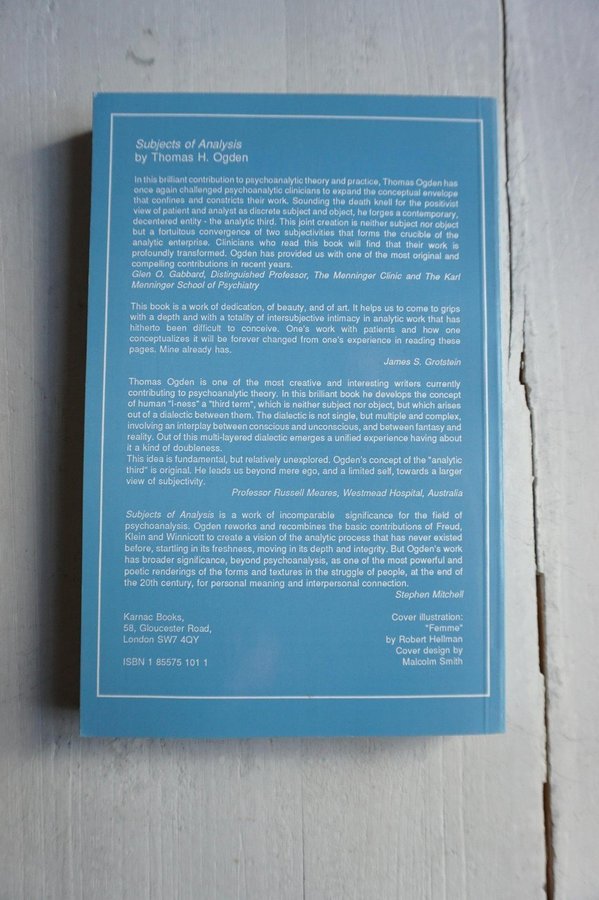 Subjects of Analysis
by Thomas H. Ogden
In this brilliant contribution to psychoanalytic theory and practice, Thomas Ogden has
once again challenged psychoanalytic clinicians to expand the conceptual envelope
that confines and constricts their work. Sounding the death knell for the positivist
view of patient and analyst as discrete subject and object, he forges a contemporary,
decentered entity - the analytic third. This joint creation is neither subject nor object
but a fortuitous convergence of two subjectivities that forms the crucible of the
analytic enterprise. Clinicians who read this book will find that their work is
profoundly transformed. Ogden has provided us with one of the most original and
compelling contributions in recent years.
Glen O. Gabbard, Distinguished Professor, The Menninger Clinic and The Karl
Menninger School of Psychiatry
This book is a work of dedication, of beauty, and of art. It helps us to come to grips
with a depth and with a totality of intersubjective intimacy in analytic work that has
hitherto been difficult to conceive. One's work with patients and how one
conceptualizes it will be forever changed from one's experience in reading these
pages. Mine already has.
James S. Grotstein
Thomas Ogden is one of the most creative and interesting writers currently
contributing to psychoanalytic theory. In this brilliant book he develops the concept
of human "I-ness" a "third term", which is neither subject nor object, but which arises
out of a dialectic between them. The dialectic is not single, but multiple and complex,
involving an interplay between conscious and unconscious, and between fantasy and
reality. Out of this multi-layered dialectic emerges a unified experience having about
it a kind of doubleness.
This idea is fundamental, but relatively unexplored. Ogden's concept of the "analytic
third" is original. He leads us beyond mere ego, and a limited self, towards a larger
view of subjectivity.
Professor Russell Meares, Westmead Hospital, Australia
Subjects of Analysis is a work of incomparable significance for the field of
psychoanalysis. Ogden reworks and recombines the basic contributions of Freud,
Klein and Winnicott to create a vision of the analytic process that has never existed
before, startling in its freshness, moving in its depth and integrity. But Ogden's work
has broader significance, beyond psychoanalysis, as one of the most powerful and
poetic renderings of the forms and textures in the struggle of people, at the end of
the 20th century, for personal meaning and interpersonal connection.
Stephen Mitchell
Karnac Books,
58, Gloucester Road,
London SW7 4QY
ISBN 1 85575 101 1
Cover illustration:
"Femme"
by Robert Hellman
Cover design by
Malcolm Smith